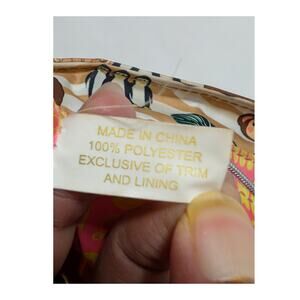 MADE IN CHINA
100% POLYESTER
EXCLUSIVE OF TRIM
AND LINING